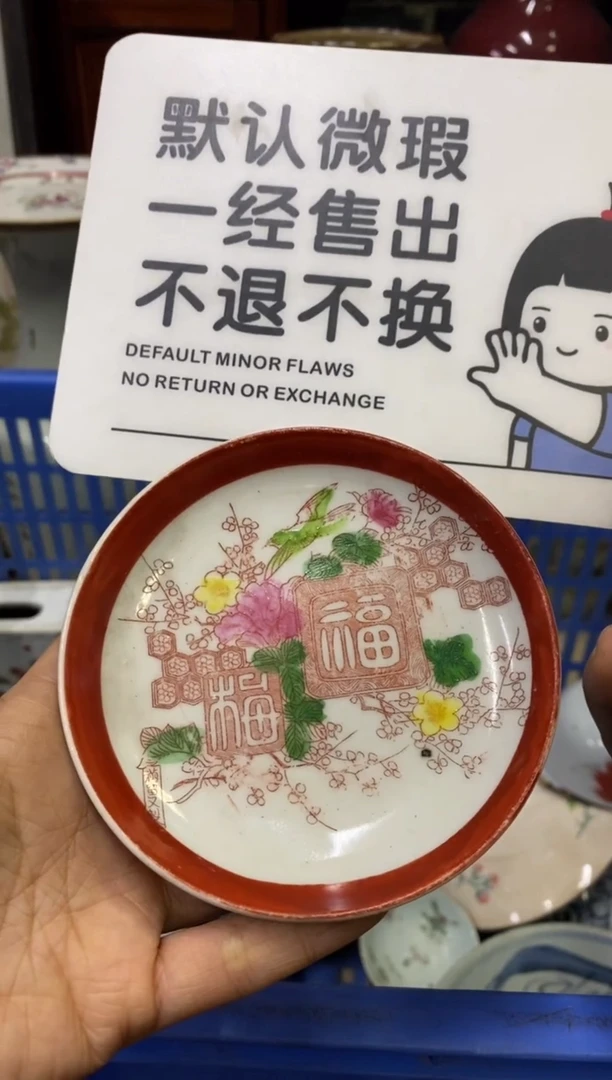 默认微瑕
一经售出
不退不换
DEFAULT MINOR FLAWS
NO RETURN OR EXCHANGE
福
梅